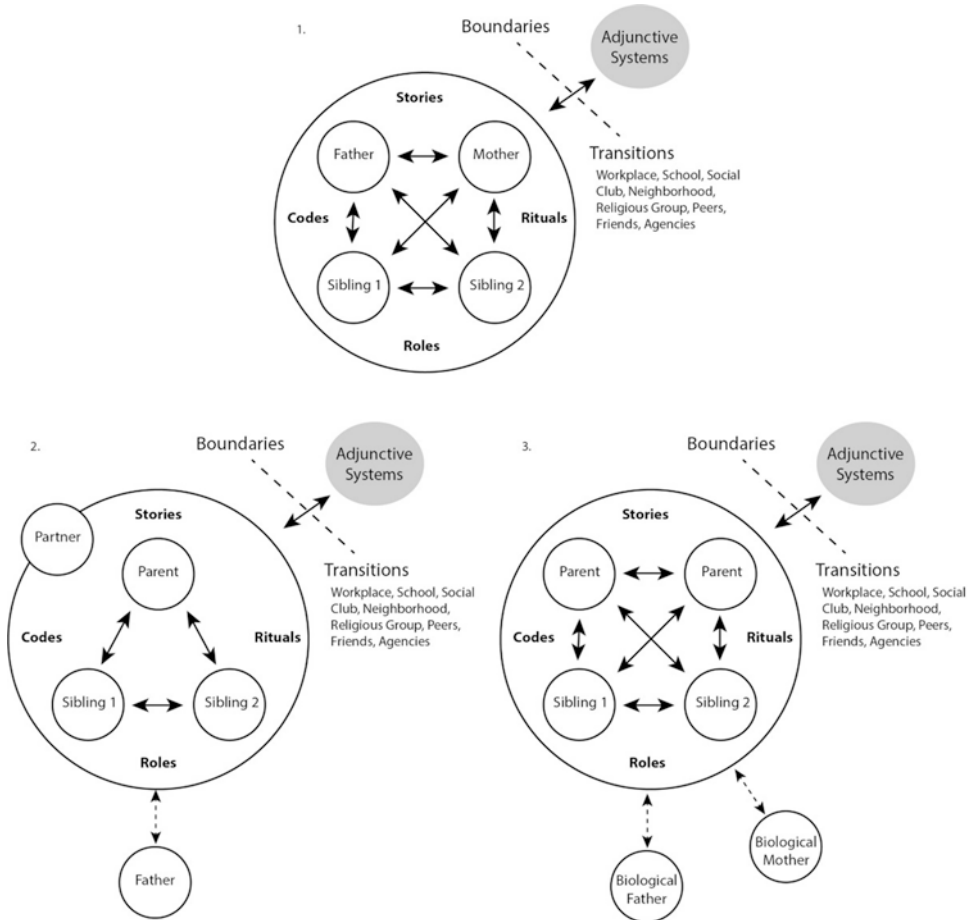 1.
Boundaries
Adjunctive
Systems
Stories
Father
Mother
Transitions
Workplace, School, Social
Club, Neighborhood,
Religious Group, Peers,
Friends, Agencies
Codes
Rituals
Sibling 1
Sibling 2
Roles
2.
Boundaries
Adjunctive
Systems
Stories
Partner
Parent
Transitions
Workplace, School, Social
Club, Neighborhood,
Religious Group, Peers,
Friends, Agencies
Codes
Rituals
Sibling 1
Sibling 2
Roles
Father
3.
Boundaries
Adjunctive
Systems
Stories
Parent
Parent
Transitions
Workplace, School, Social
Club, Neighborhood,
Religious Group, Peers,
Friends, Agencies
Codes
Rituals
Sibling 1
Sibling 2
Roles
Biological
Mother
Biological
Father